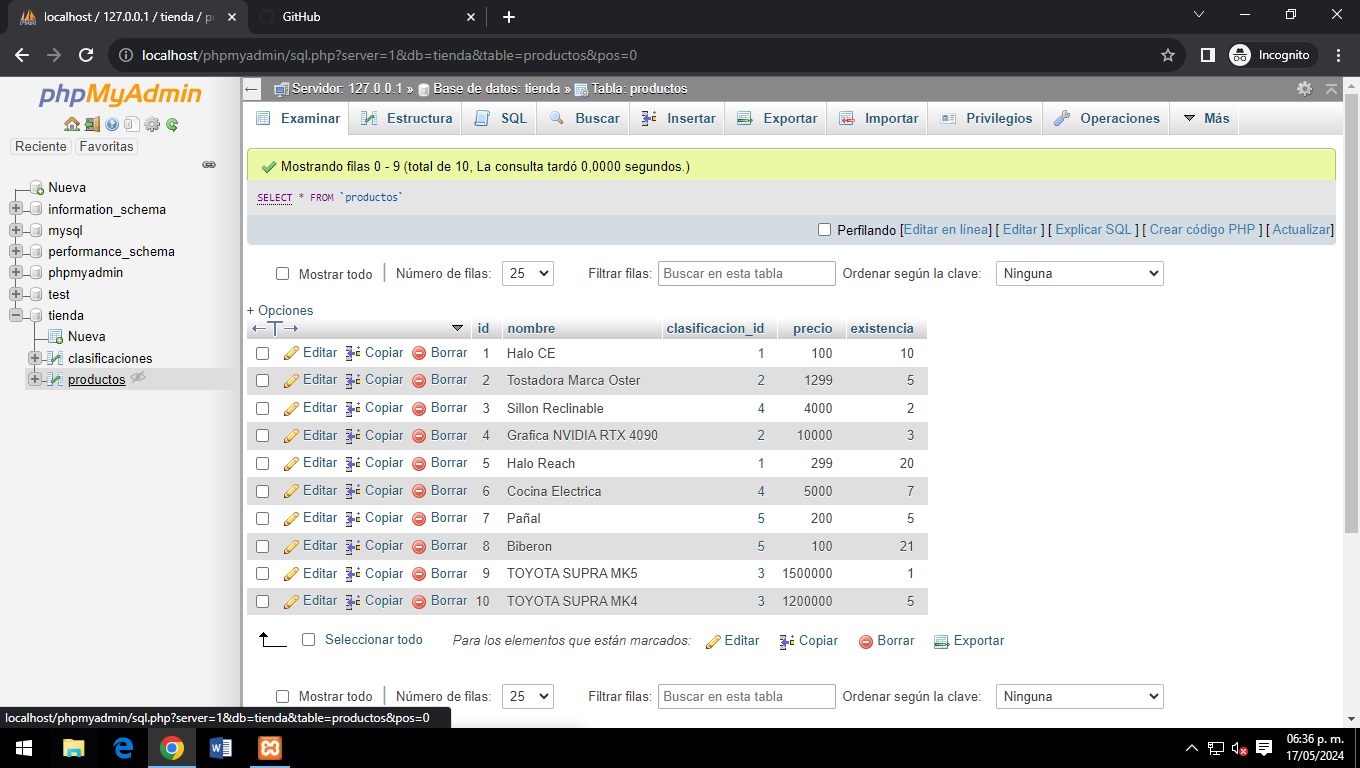 localhost / 127.0.0.1 / tienda / pr
GitHub
localhost/phpmyadmin/sql.php?server=1&db=tienda&table=productos&pos=0
Incognito
phpMyAdmin
Reciente Favoritas
Nueva
information_schema
mysql
performance_schema
phpmyadmin
test
tienda
Nueva
clasificaciones
productos
Servidor: 127.0.0.1 » Base de datos: tienda » Tabla: productos
Examinar Estructura SQL Buscar Insertar Exportar Importar Privilegios Operaciones Más
Mostrando filas 0 - 9 (total de 10, La consulta tardó 0,0000 segundos.)
SELECT * FROM `productos`
Perfilando [Editar en línea] [ Editar ] [ Explicar SQL ] [ Crear código PHP ] [ Actualizar]
Mostrar todo Número de filas: 25 Filtrar filas: Buscar en esta tabla Ordenar según la clave: Ninguna
+ Opciones
←T→ id nombre clasificacion_id precio existencia
Editar Copiar Borrar 1 Halo CE 1 100 10
Editar Copiar Borrar 2 Tostadora Marca Oster 2 1299 5
Editar Copiar Borrar 3 Sillon Reclinable 4 4000 2
Editar Copiar Borrar 4 Grafica NVIDIA RTX 4090 2 10000 3
Editar Copiar Borrar 5 Halo Reach 1 299 20
Editar Copiar Borrar 6 Cocina Electrica 4 5000 7
Editar Copiar Borrar 7 Pañal 5 200 5
Editar Copiar Borrar 8 Biberon 5 100 21
Editar Copiar Borrar 9 TOYOTA SUPRA MK5 3 1500000 1
Editar Copiar Borrar 10 TOYOTA SUPRA MK4 3 1200000 5
Seleccionar todo Para los elementos que están marcados: Editar Copiar Borrar Exportar
Mostrar todo Número de filas: 25 Filtrar filas: Buscar en esta tabla Ordenar según la clave: Ninguna
localhost/phpmyadmin/sql.php?server=1&db=tienda&table=productos&pos=0
06:36 p. m.
17/05/2024